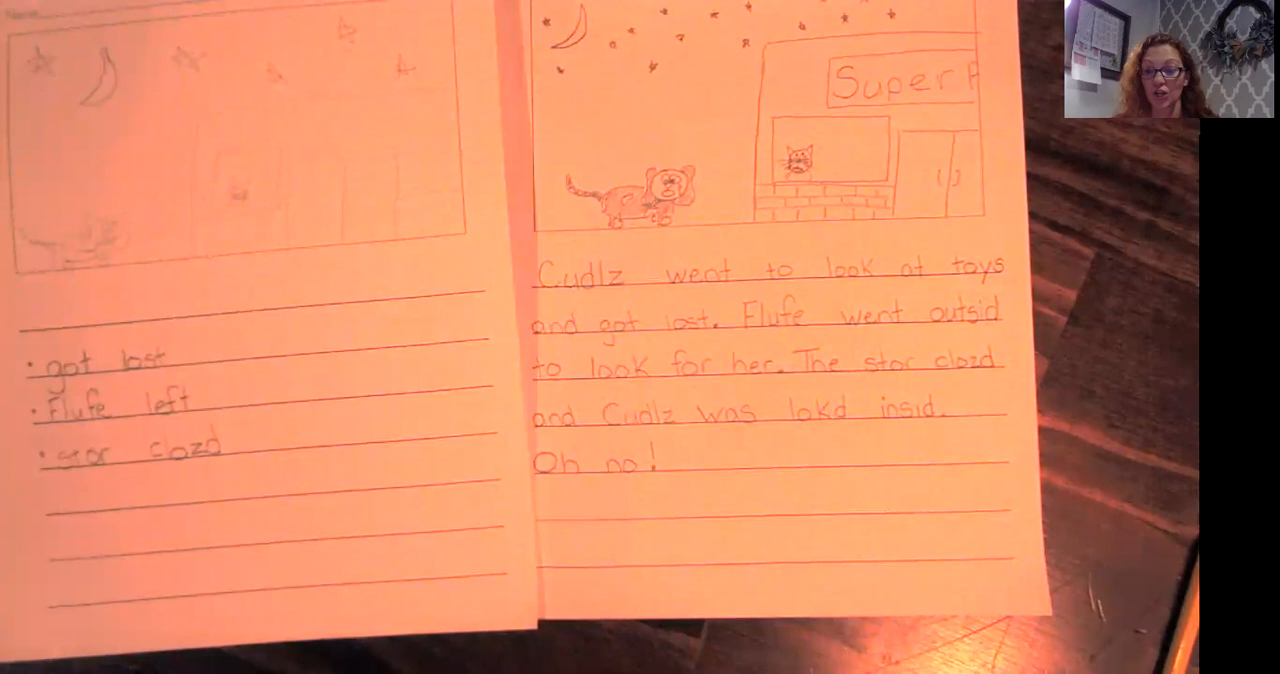 • got lost
• Flufe left
• stor clozd
Super
Cudlz went to look at toys
and got lost. Flufe went outsid
to look for her. The stor clozd
and Cudlz was lokd insid.
Oh no!